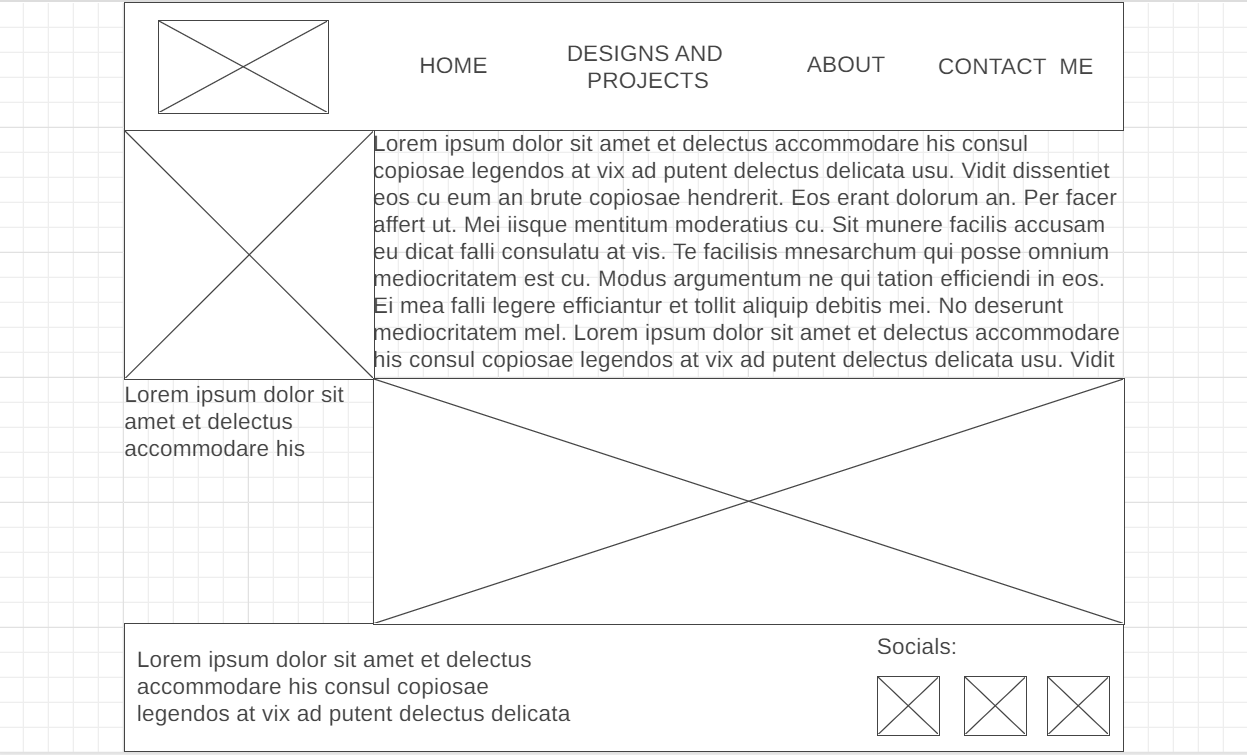 HOME
DESIGNS AND
PROJECTS
ABOUT
CONTACT  ME
Lorem ipsum dolor sit amet et delectus accommodare his consul
copiosae legendos at vix ad putent delectus delicata usu. Vidit dissentiet
eos cu eum an brute copiosae hendrerit. Eos erant dolorum an. Per facer
affert ut. Mei iisque mentitum moderatius cu. Sit munere facilis accusam
eu dicat falli consulatu at vis. Te facilisis mnesarchum qui posse omnium
mediocritatem est cu. Modus argumentum ne qui tation efficiendi in eos.
Ei mea falli legere efficiantur et tollit aliquip debitis mei. No deserunt
mediocritatem mel. Lorem ipsum dolor sit amet et delectus accommodare
his consul copiosae legendos at vix ad putent delectus delicata usu. Vidit
Lorem ipsum dolor sit
amet et delectus
accommodare his
Lorem ipsum dolor sit amet et delectus
accommodare his consul copiosae
legendos at vix ad putent delectus delicata
Socials: